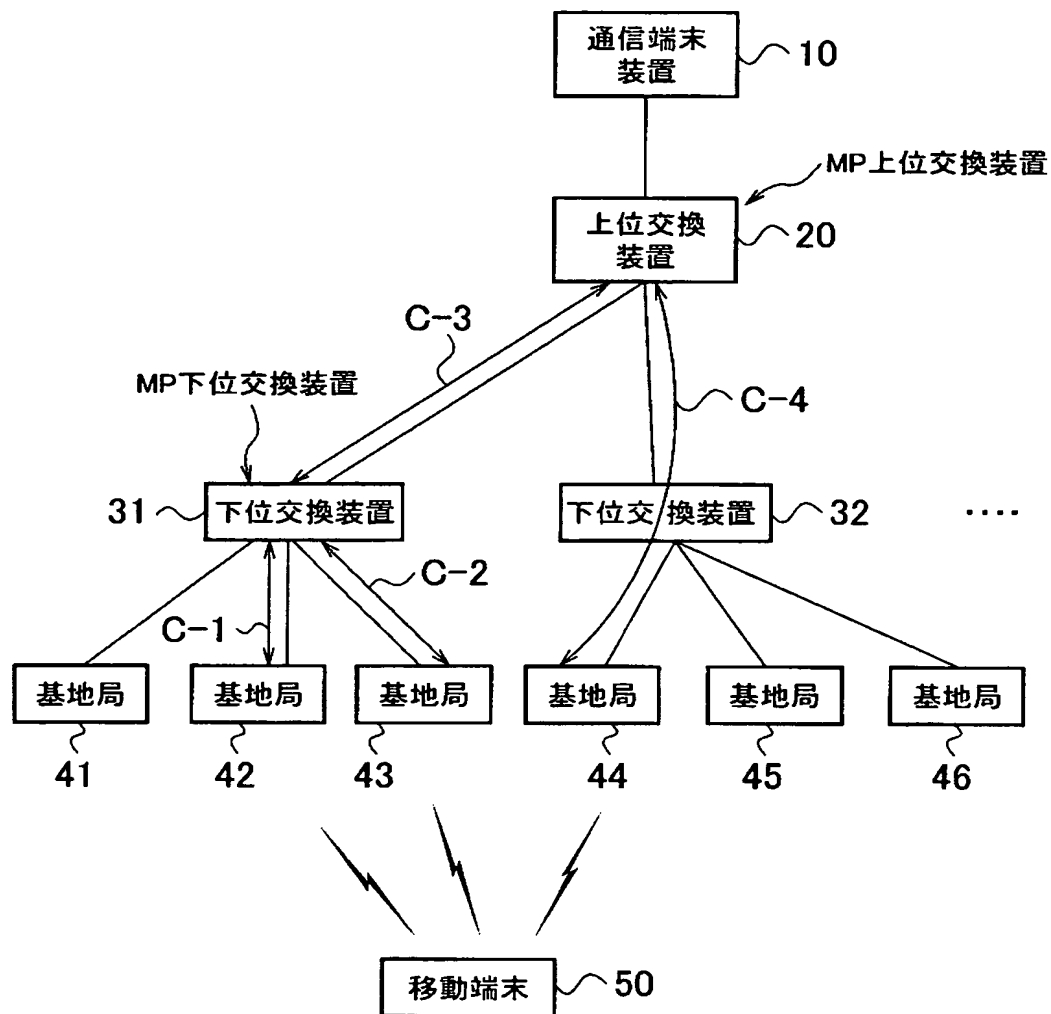 通信端末
装置
10
MP上位交換装置
上位交換
装置
20
C-3
MP下位交換装置
C-4
31
下位交換装置
下位交換装置
32
････
C-2
C-1
基地局
基地局
基地局
基地局
基地局
基地局
41
42
43
44
45
46
移動端末
50